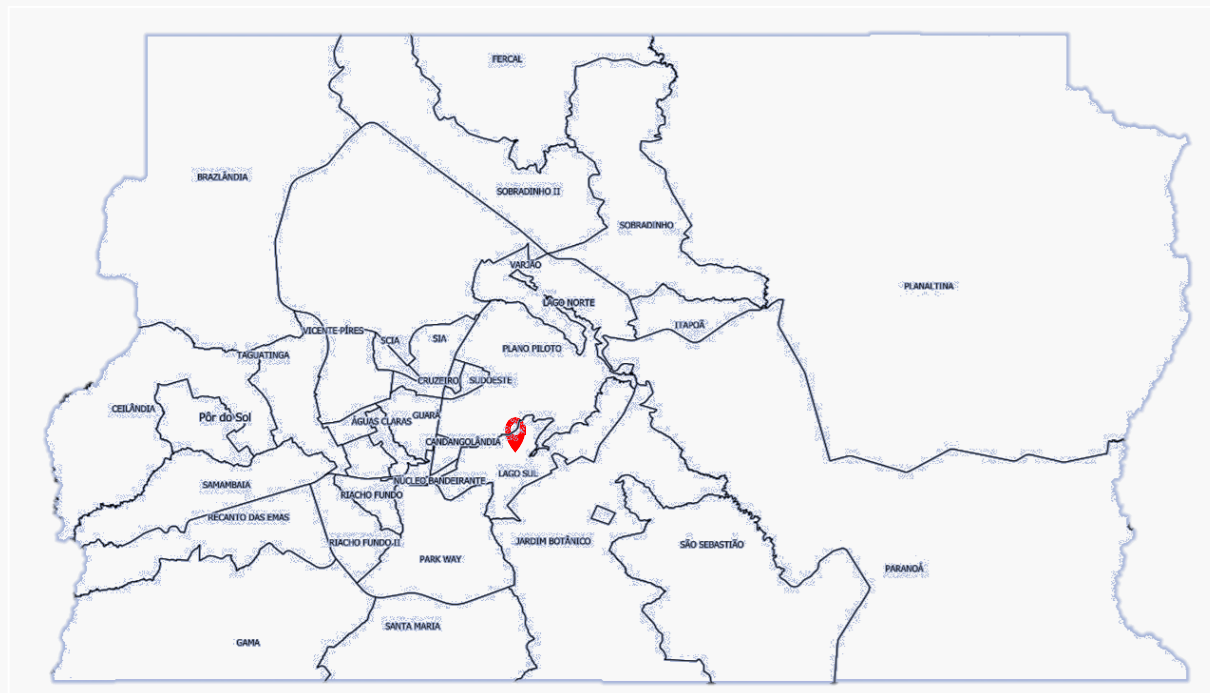 FERCAL
BRAZLÂNDIA
SOBRADINHO II
SOBRADINHO
VARJÃO
PLANALTINA
LAGO NORTE
ITAPOÃ
VICENTE PIRES
SCIA
SIA
PLANO PILOTO
TAGUATINGA
CRUZEIRO
SUDOESTE
CEILÂNDIA
Pôr do Sol
ÁGUAS CLARAS
GUARÁ
CANDANGOLÂNDIA
LAGO SUL
SAMAMBAIA
NÚCLEO BANDEIRANTE
RIACHO FUNDO
RECANTO DAS EMAS
RIACHO FUNDO II
JARDIM BOTÂNICO
SÃO SEBASTIÃO
PARK WAY
PARANOÁ
SANTA MARIA
GAMA